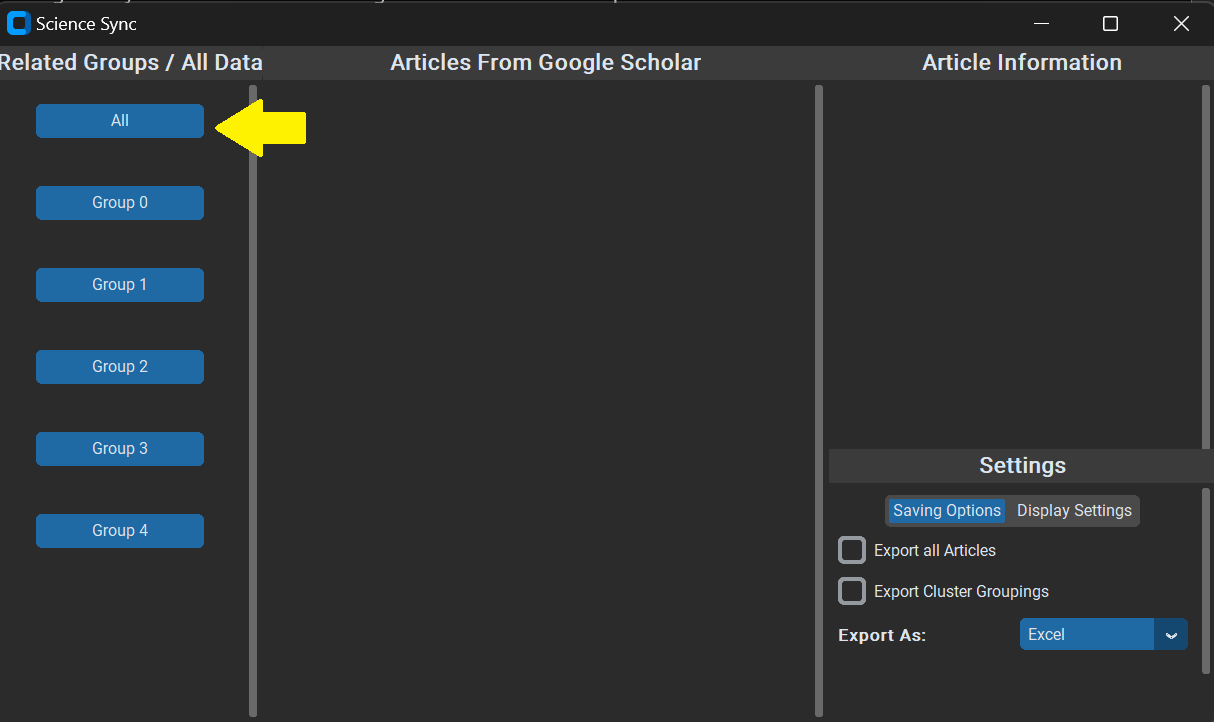 Science Sync
Related Groups / All Data
Articles From Google Scholar
Article Information
All
Group 0
Group 1
Group 2
Group 3
Group 4
Settings
Saving Options Display Settings
Export all Articles
Export Cluster Groupings
Export As: Excel